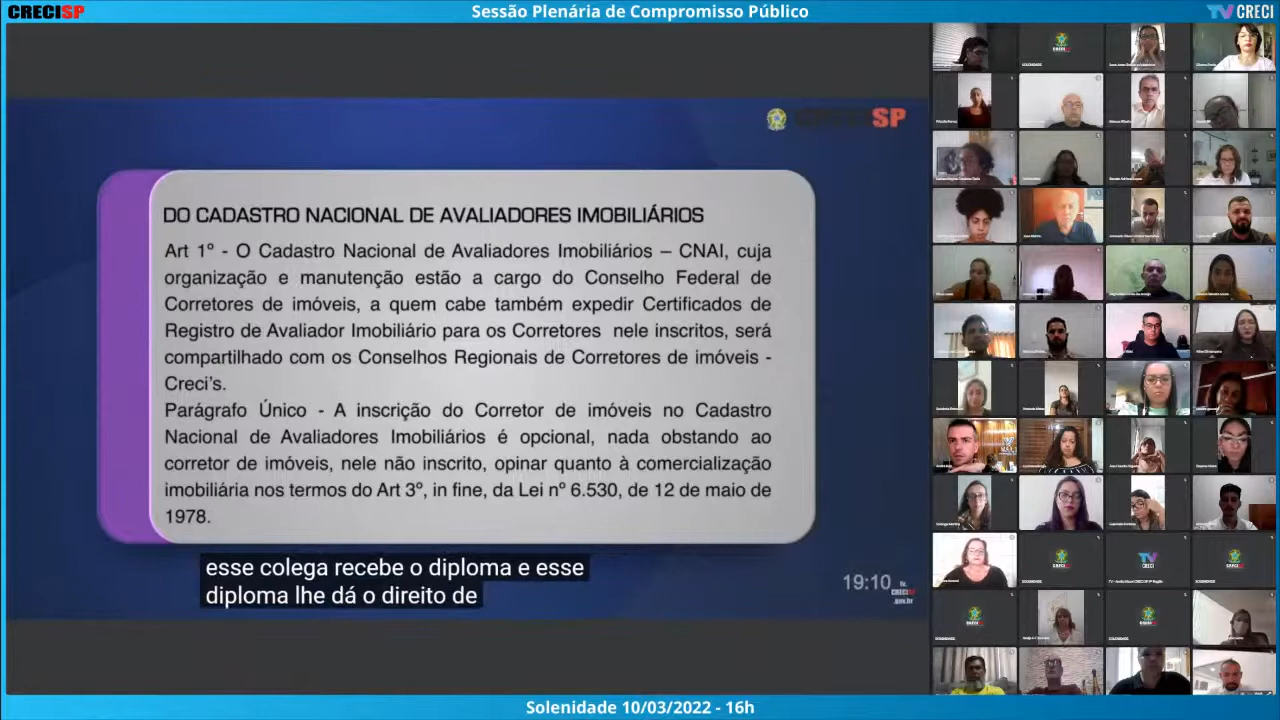 CRECISP
Sessão Plenária de Compromisso Público
TV CRECI
CRECISP
DO CADASTRO NACIONAL DE AVALIADORES IMOBILIÁRIOS
Art 1º - O Cadastro Nacional de Avaliadores Imobiliários – CNAI, cuja
organização e manutenção estão a cargo do Conselho Federal de
Corretores de imóveis, a quem cabe também expedir Certificados de
Registro de Avaliador Imobiliário para os Corretores nele inscritos, será
compartilhado com os Conselhos Regionais de Corretores de imóveis -
Creci's.
Parágrafo Único - A inscrição do Corretor de imóveis no Cadastro
Nacional de Avaliadores Imobiliários é opcional, nada obstando ao
corretor de imóveis, nele não inscrito, opinar quanto à comercialização
imobiliária nos termos do Art 3º, in fine, da Lei nº 6.530, de 12 de maio de
1978.
esse colega recebe o diploma e esse
diploma lhe dá o direito de
19:10
tv.
CRECISP
.gov.br
Solenidade 10/03/2022 - 16h